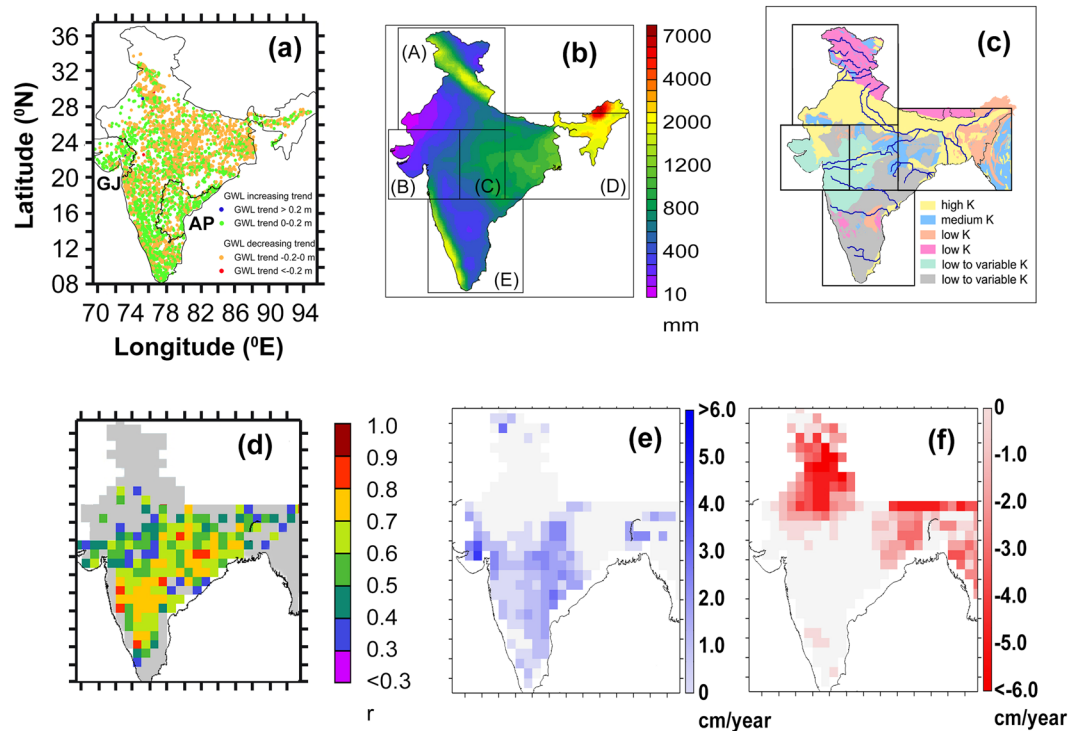 (a)
Latitude (⁰N)
36
32
28
24
20
16
12
08
GJ
AP
GWL increasing trend
GWL trend > 0.2 m
GWL trend 0-0.2 m
GWL decreasing trend
GWL trend -0.2-0 m
GWL trend <-0.2 m
70 74 78 82 86 90 94
Longitude (⁰E)
(b)
(A)
(B)
(C)
(D)
(E)
7000
4000
2000
1200
800
400
10
mm
(c)
high K
medium K
low K
low K
low to variable K
low to variable K
(d)
1.0
0.9
0.8
0.7
0.6
0.5
0.4
0.3
<0.3
r
(e)
>6.0
5.0
4.0
3.0
2.0
1.0
0
cm/year
(f)
0
-1.0
-2.0
-3.0
-4.0
-5.0
<-6.0
cm/year